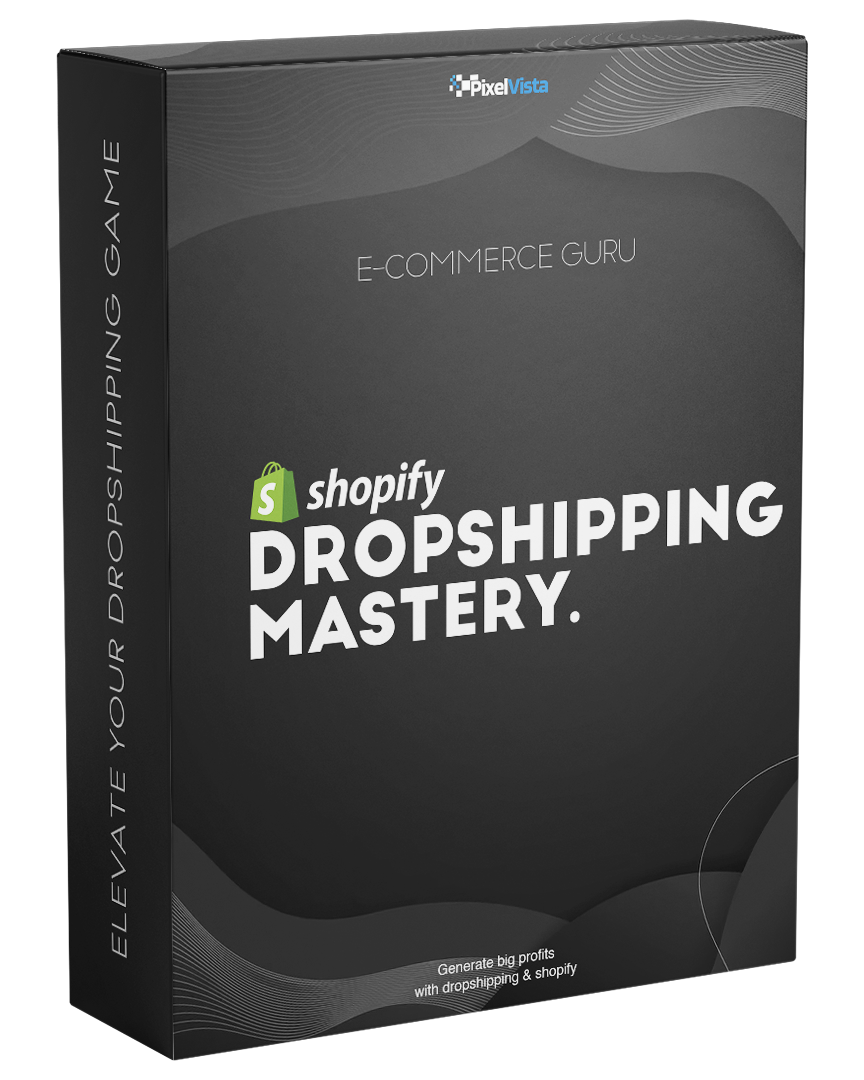 PixelVista
E-COMMERCE GURU
shopify
DROPSHIPPING
MASTERY.
Generate big profits
with dropshipping & shopify
ELEVATE YOUR DROPSHIPPING GAME